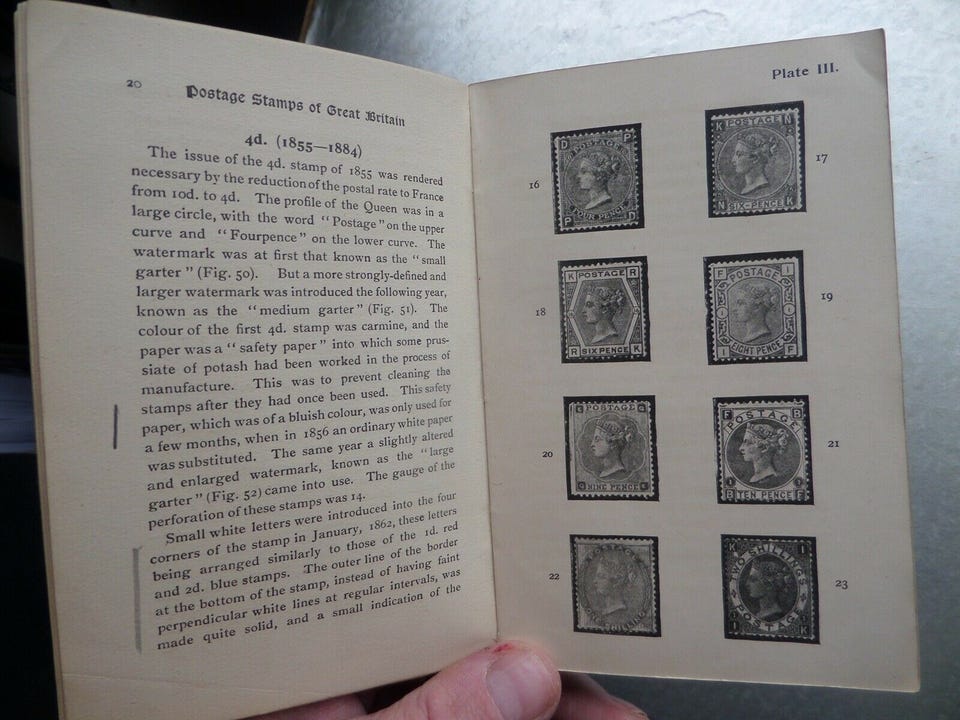 20
Postage Stamps of Great Britain
4d. (1855—1884)
The issue of the 4d. stamp of 1855 was rendered
necessary by the reduction of the postal rate to France
from 10d. to 4d. The profile of the Queen was in a
large circle, with the word "Postage" on the upper
curve and "Fourpence" on the lower curve. The
watermark was at first that known as the "small
garter" (Fig. 50). But a more strongly-defined and
larger watermark was introduced the following year,
known as the "medium garter" (Fig. 51). The
colour of the first 4d. stamp was carmine, and the
paper was a "safety paper" into which some prus-
siate of potash had been worked in the process of
manufacture. This was to prevent cleaning the
stamps after they had once been used. This safety
paper, which was of a bluish colour, was only used for
a few months, when in 1856 an ordinary white paper
was substituted. The same year a slightly altered
and enlarged watermark, known as the "large
garter" (Fig. 52) came into use. The gauge of the
perforation of these stamps was 14.
Small white letters were introduced into the four
corners of the stamp in January, 1862, these letters
being arranged similarly to those of the 1d. red
and 2d. blue stamps. The outer line of the border
at the bottom of the stamp, instead of having faint
perpendicular white lines at regular intervals, was
made quite solid, and a small indication of the
Plate III.
16
D POSTAGE P
FOUR PENCE
P D
17
K POSTAGE N
N SIX-PENCE K
18
K POSTAGE R
R SIX PENCE K
19
F POSTAGE I
I EIGHT PENCE F
20
POSTAGE
NINE PENCE
21
F POSTAGE B
B TEN PENCE F
22
POSTAGE
ONE SHILLING
23
K TWO SHILLINGS I
I POSTAGE K